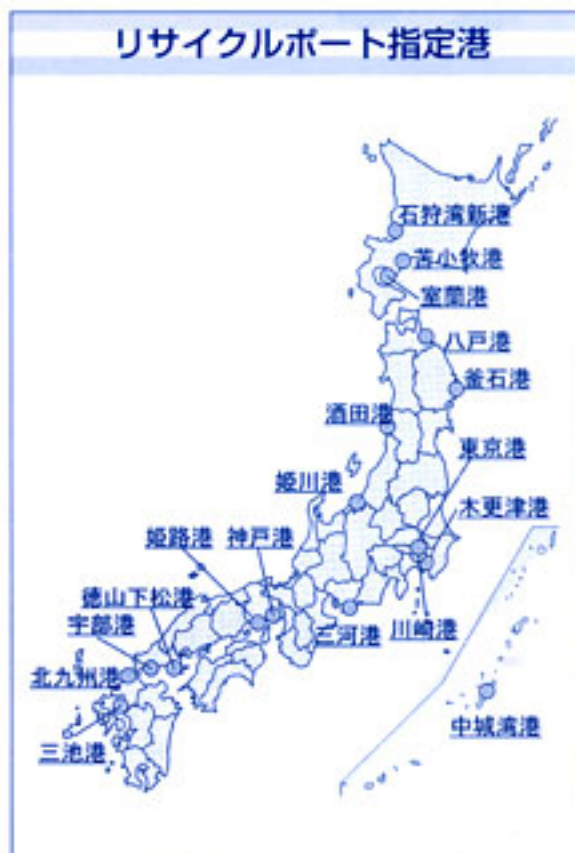 リサイクルポート指定港
石狩湾新港
苫小牧港
室蘭港
八戸港
釜石港
酒田港
東京港
姫川港
木更津港
姫路港
神戸港
徳山下松港
宇部港
三河港
川崎港
北九州港
中城湾港
三池港